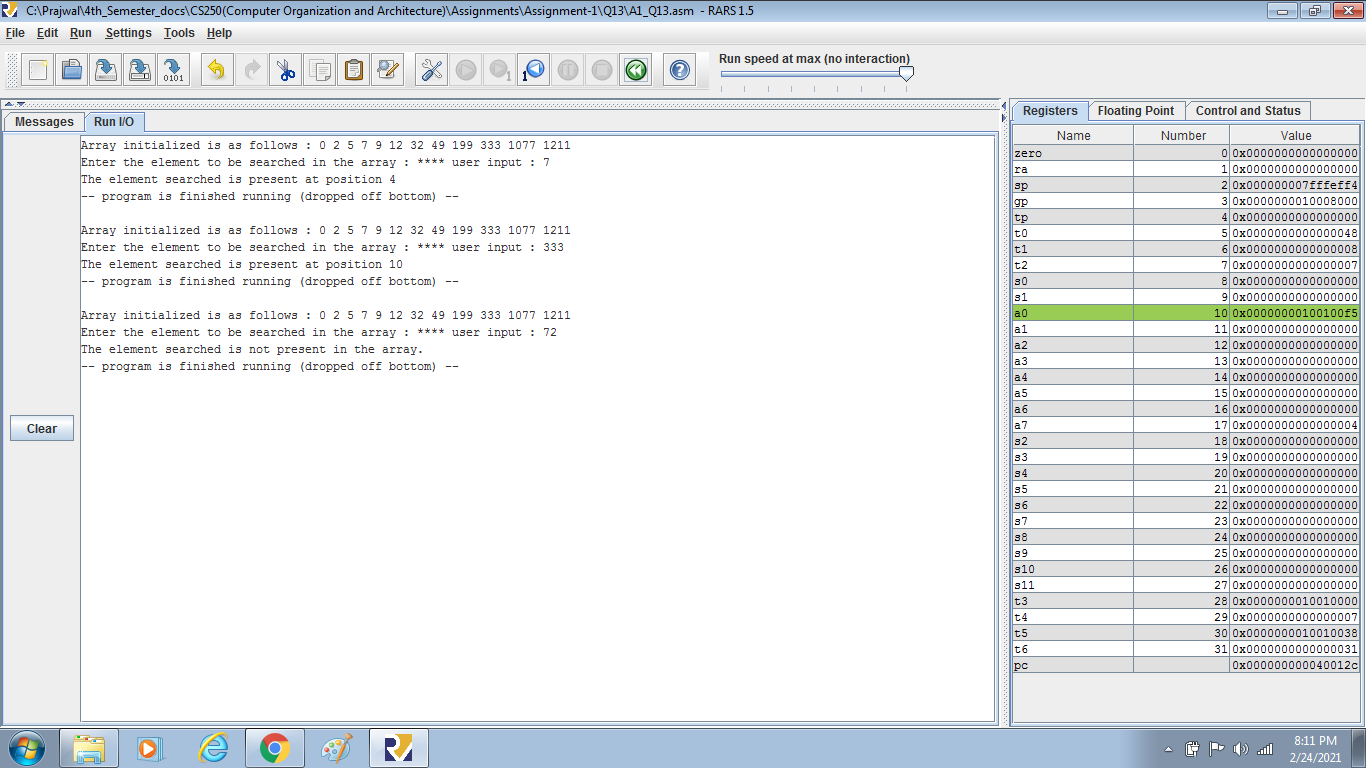 C:\Prajwal\4th_Semester_docs\CS250(Computer Organization and Architecture)\Assignments\Assignment-1\Q13\A1_Q13.asm - RARS 1.5
File Edit Run Settings Tools Help
Run speed at max (no interaction)
0101
1
1
Messages Run I/O
Array initialized is as follows : 0 2 5 7 9 12 32 49 199 333 1077 1211
Enter the element to be searched in the array : **** user input : 7
The element searched is present at position 4
-- program is finished running (dropped off bottom) --
Array initialized is as follows : 0 2 5 7 9 12 32 49 199 333 1077 1211
Enter the element to be searched in the array : **** user input : 333
The element searched is present at position 10
-- program is finished running (dropped off bottom) --
Array initialized is as follows : 0 2 5 7 9 12 32 49 199 333 1077 1211
Enter the element to be searched in the array : **** user input : 72
The element searched is not present in the array.
-- program is finished running (dropped off bottom) --
Clear
Registers Floating Point Control and Status
Name Number Value
zero 0 0x0000000000000000
ra 1 0x0000000000000000
sp 2 0x000000007fffeff4
gp 3 0x0000000010008000
tp 4 0x0000000000000000
t0 5 0x0000000000000048
t1 6 0x0000000000000008
t2 7 0x0000000000000007
s0 8 0x0000000000000000
s1 9 0x0000000000000000
a0 10 0x00000000100100f5
a1 11 0x0000000000000000
a2 12 0x0000000000000000
a3 13 0x0000000000000000
a4 14 0x0000000000000000
a5 15 0x0000000000000000
a6 16 0x0000000000000000
a7 17 0x0000000000000004
s2 18 0x0000000000000000
s3 19 0x0000000000000000
s4 20 0x0000000000000000
s5 21 0x0000000000000000
s6 22 0x0000000000000000
s7 23 0x0000000000000000
s8 24 0x0000000000000000
s9 25 0x0000000000000000
s10 26 0x0000000000000000
s11 27 0x0000000000000000
t3 28 0x0000000010010000
t4 29 0x0000000000000007
t5 30 0x0000000010010038
t6 31 0x0000000000000031
pc 0x000000000040012c
8:11 PM
2/24/2021